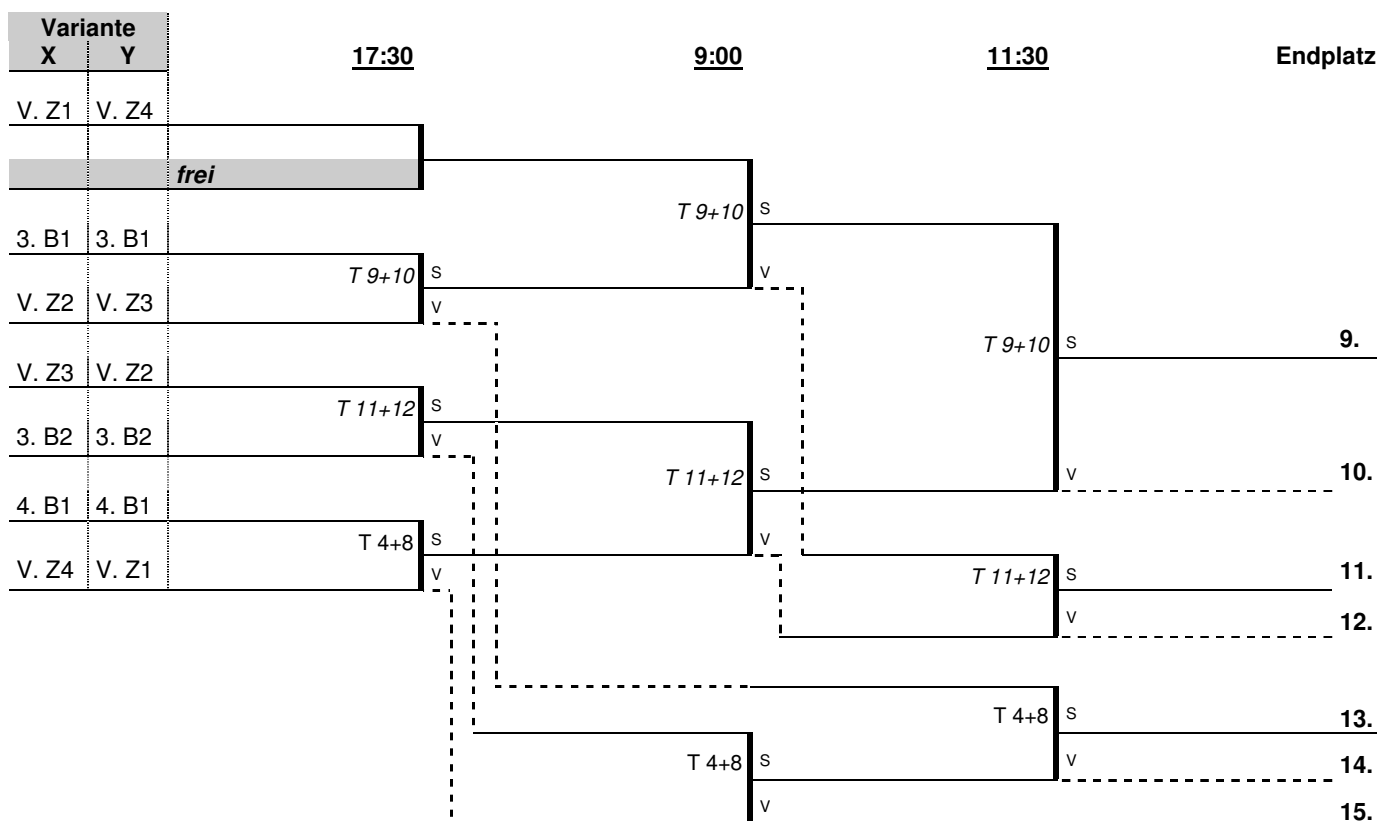 Variante
X Y 17:30 9:00 11:30 Endplatz
V. Z1 V. Z4
frei
T 9+10 S
3. B1 3. B1
T 9+10 S V
V. Z2 V. Z3 V
T 9+10 S 9.
V. Z3 V. Z2
T 11+12 S
3. B2 3. B2 V
T 11+12 S V 10.
4. B1 4. B1
T 4+8 S V
V. Z4 V. Z1 V T 11+12 S 11.
V 12.
T 4+8 S 13.
T 4+8 S V 14.
V 15.